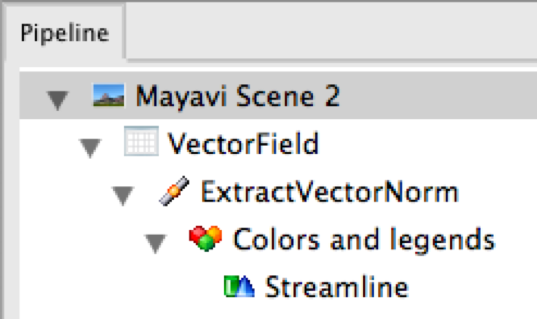 Pipeline
Mayavi Scene 2
VectorField
ExtractVectorNorm
Colors and legends
Streamline